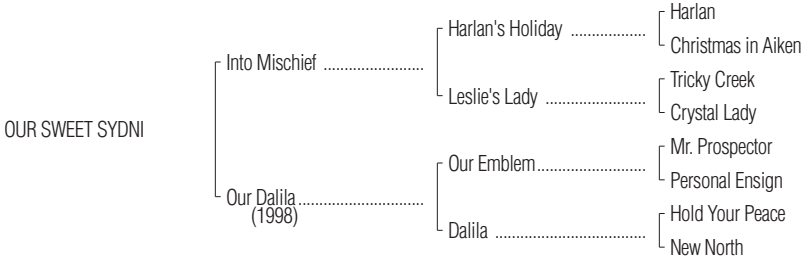 Harlan
Harlan's Holiday ....................
Christmas in Aiken
Into Mischief ..........................
Tricky Creek
Leslie's Lady ..........................
Crystal Lady
OUR SWEET SYDNI
Mr. Prospector
Our Emblem............................
Personal Ensign
Our Dalila................................
(1998)
Hold Your Peace
Dalila ......................................
New North